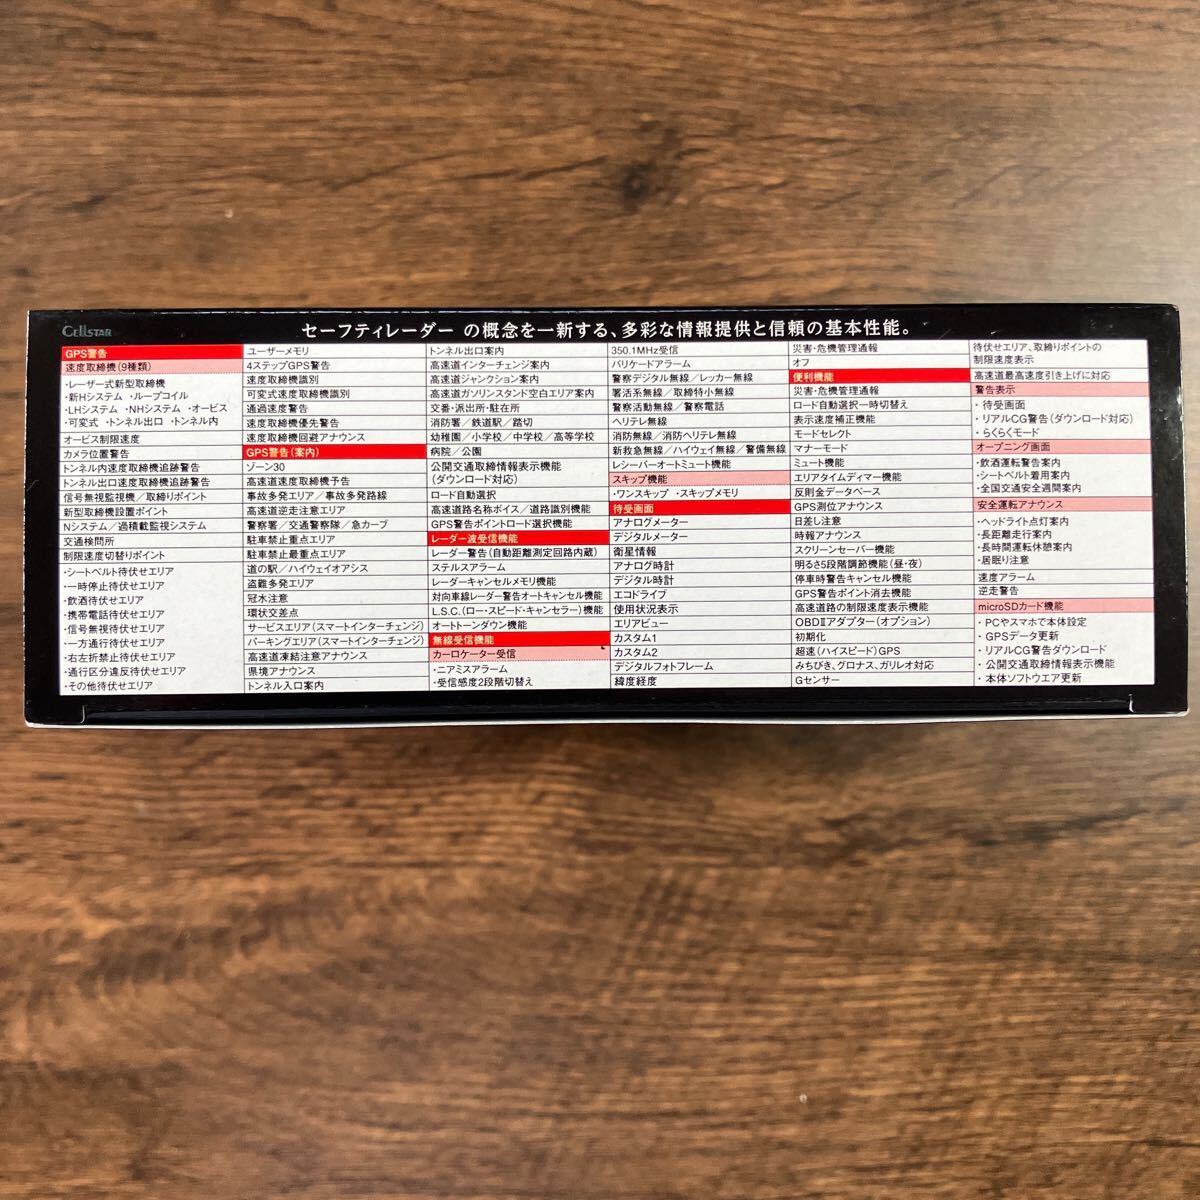 CELLSTAR
セーフティレーダー の概念を一新する、多彩な情報提供と信頼の基本性能。
GPS警告
速度取締機(9種類)
・レーザー式新型取締機
・新Hシステム ・ループコイル
・LHシステム ・NHシステム ・オービス
・可変式 ・トンネル出口 ・トンネル内
オービス制限速度
カメラ位置警告
トンネル内速度取締機追跡警告
トンネル出口速度取締機追跡警告
信号無視監視機/取締りポイント
新型取締機設置ポイント
Nシステム/過積載監視システム
交通検問所
制限速度切替りポイント
・シートベルト待伏せエリア
・一時停止待伏せエリア
・飲酒待伏せエリア
・携帯電話待伏せエリア
・信号無視待伏せエリア
・一方通行待伏せエリア
・右左折禁止待伏せエリア
・通行区分違反待伏せエリア
・その他待伏せエリア
ユーザーメモリ
4ステップGPS警告
速度取締機識別
可変式速度取締機識別
通過速度警告
速度取締機優先警告
速度取締機回避アナウンス
GPS警告(案内)
ゾーン30
高速道速度取締機予告
事故多発エリア/事故多発路線
高速道逆走注意エリア
警察署/交通警察隊/急カーブ
駐車禁止重点エリア
駐車禁止最重点エリア
道の駅/ハイウェイオアシス
盗難多発エリア
冠水注意
環状交差点
サービスエリア(スマートインターチェンジ)
パーキングエリア(スマートインターチェンジ)
高速道凍結注意アナウンス
県境アナウンス
トンネル入口案内
トンネル出口案内
高速道インターチェンジ案内
高速道ジャンクション案内
高速道ガソリンスタンド空白エリア案内
交番・派出所・駐在所
消防署/鉄道駅/踏切
幼稚園/小学校/中学校/高等学校
病院/公園
公開交通取締情報表示機能
(ダウンロード対応)
ロード自動選択
高速道路名称ボイス/道路識別機能
GPS警告ポイントロード選択機能
レーダー波受信機能
レーダー警告(自動距離測定回路内蔵)
ステルスアラーム
レーダーキャンセルメモリ機能
対向車線レーダー警告オートキャンセル機能
L.S.C.(ロー・スピード・キャンセラー)機能
オートトーンダウン機能
無線受信機能
カーロケーター受信
・ニアミスアラーム
・受信感度2段階切替え
350.1MHz受信
バリケードアラーム
警察デジタル無線/レッカー無線
署活系無線/取締特小無線
警察活動無線/警察電話
ヘリテレ無線
消防無線/消防ヘリテレ無線
新救急無線/ハイウェイ無線/警備無線
レシーバーオートミュート機能
スキップ機能
・ワンスキップ ・スキップメモリ
待受画面
アナログメーター
デジタルメーター
衛星情報
アナログ時計
デジタル時計
エコドライブ
使用状況表示
エリアビュー
カスタム1
カスタム2
デジタルフォトフレーム
緯度経度
災害・危機管理通報
オフ
便利機能
災害・危機管理通報
ロード自動選択一時切替え
表示速度補正機能
モードセレクト
マナーモード
ミュート機能
エリアタイムディマー機能
反則金データベース
GPS測位アナウンス
日差し注意
時報アナウンス
スクリーンセーバー機能
明るさ5段階調節機能(昼・夜)
停車時警告キャンセル機能
GPS警告ポイント消去機能
高速道路の制限速度表示機能
OBDⅡアダプター(オプション)
初期化
超速(ハイスピード)GPS
みちびき、グロナス、ガリレオ対応
Gセンサー
待伏せエリア、取締りポイントの
制限速度表示
高速道最高速度引き上げに対応
警告表示
・ 待受画面
・ リアルCG警告(ダウンロード対応)
・ らくらくモード
オープニング画面
・飲酒運転警告案内
・シートベルト着用案内
・全国交通安全週間案内
安全運転アナウンス
・ヘッドライト点灯案内
・長距離走行案内
・長時間運転休憩案内
・居眠り注意
速度アラーム
逆走警告
microSDカード機能
・ PCやスマホで本体設定
・ GPSデータ更新
・ リアルCG警告ダウンロード
・ 公開交通取締情報表示機能
・ 本体ソフトウエア更新